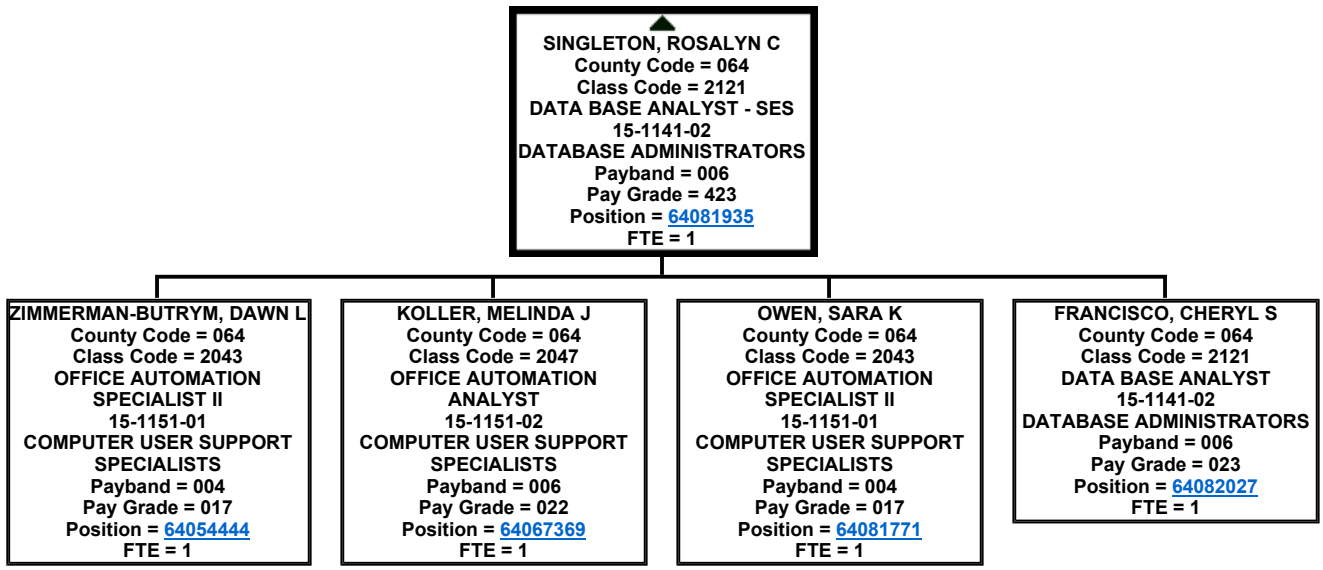 SINGLETON, ROSALYN C
County Code = 064
Class Code = 2121
DATA BASE ANALYST - SES
15-1141-02
DATABASE ADMINISTRATORS
Payband = 006
Pay Grade = 423
Position = 64081935
FTE = 1
ZIMMERMAN-BUTRYM, DAWN L
County Code = 064
Class Code = 2043
OFFICE AUTOMATION
SPECIALIST II
15-1151-01
COMPUTER USER SUPPORT
SPECIALISTS
Payband = 004
Pay Grade = 017
Position = 64054444
FTE = 1
KOLLER, MELINDA J
County Code = 064
Class Code = 2047
OFFICE AUTOMATION
ANALYST
15-1151-02
COMPUTER USER SUPPORT
SPECIALISTS
Payband = 006
Pay Grade = 022
Position = 64067369
FTE = 1
OWEN, SARA K
County Code = 064
Class Code = 2043
OFFICE AUTOMATION
SPECIALIST II
15-1151-01
COMPUTER USER SUPPORT
SPECIALISTS
Payband = 004
Pay Grade = 017
Position = 64081771
FTE = 1
FRANCISCO, CHERYL S
County Code = 064
Class Code = 2121
DATA BASE ANALYST
15-1141-02
DATABASE ADMINISTRATORS
Payband = 006
Pay Grade = 023
Position = 64082027
FTE = 1